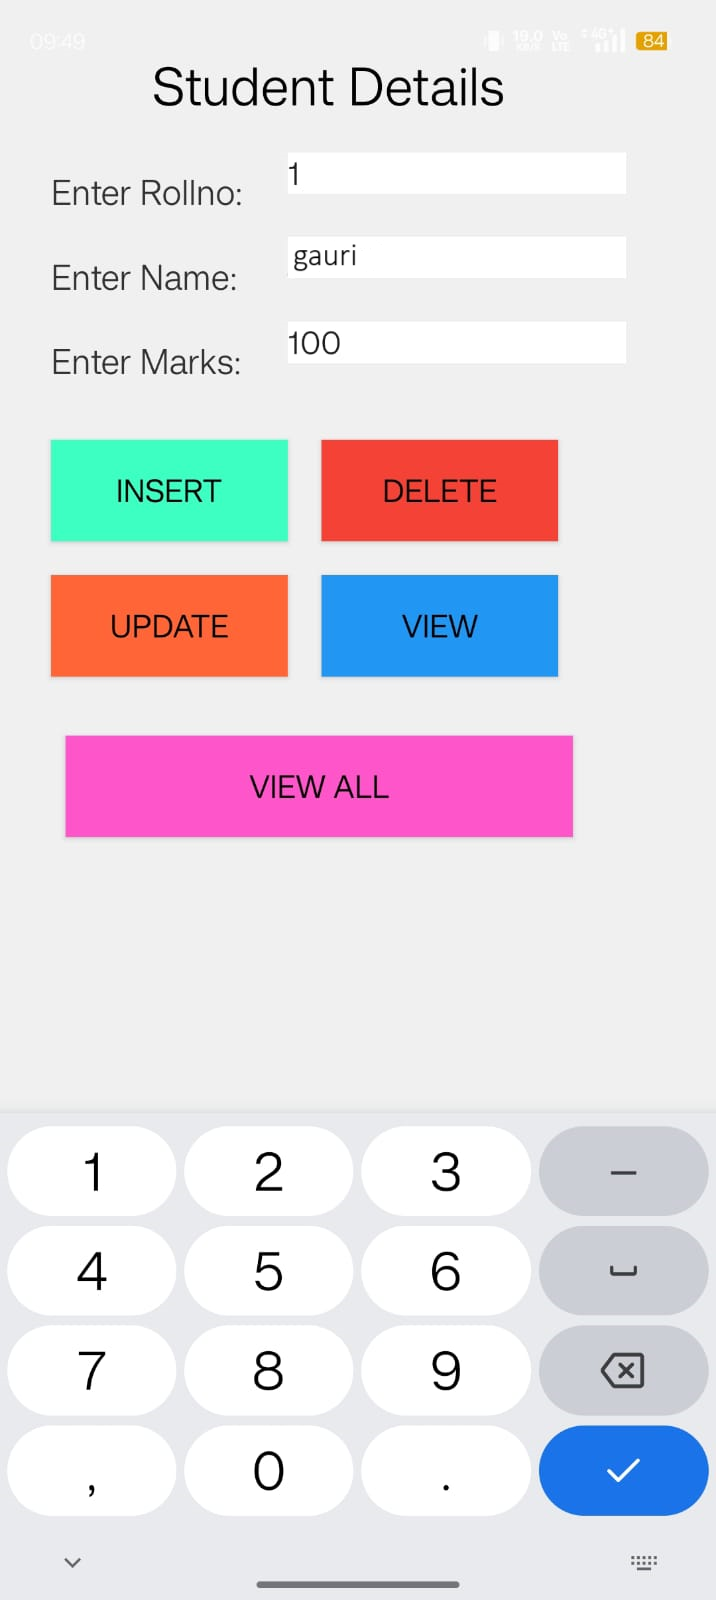 09:49 19.0 KB/S Vo LTE 4G+ 84
Student Details
Enter Rollno: 1
Enter Name: gauri
Enter Marks: 100
INSERT DELETE
UPDATE VIEW
VIEW ALL
1 2 3 –
4 5 6
7 8 9
, 0 .